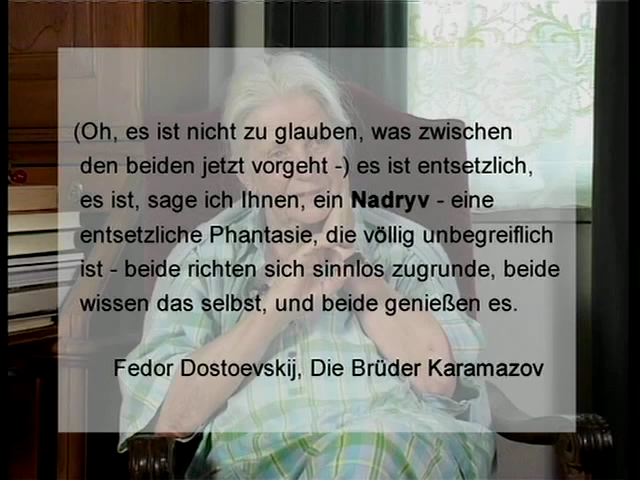 (Oh, es ist nicht zu glauben, was zwischen
den beiden jetzt vorgeht -) es ist entsetzlich,
es ist, sage ich Ihnen, ein Nadryv - eine
entsetzliche Phantasie, die völlig unbegreiflich
ist - beide richten sich sinnlos zugrunde, beide
wissen das selbst, und beide genießen es.
Fedor Dostoevskij, Die Brüder Karamazov